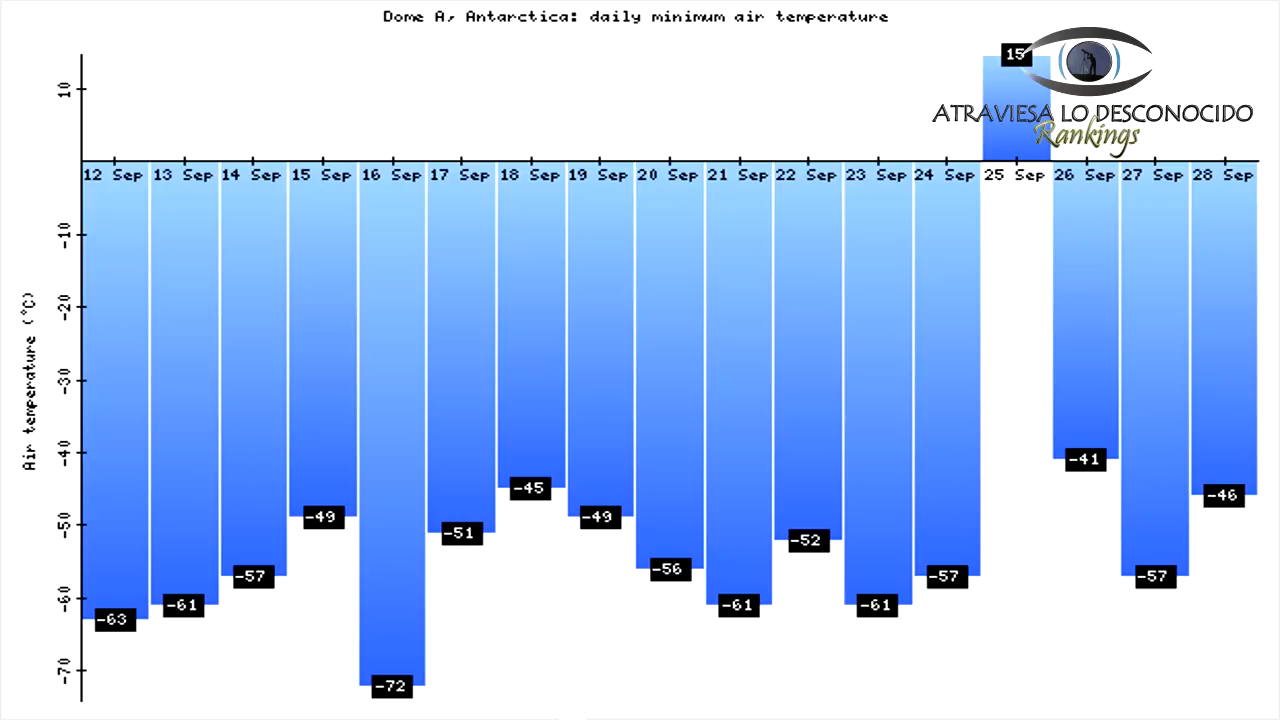 Dome A, Antarctica: daily minimum air temperature
15
10
ATRAVIESA LO DESCONOCIDO
Rankings
12 Sep 13 Sep 14 Sep 15 Sep 16 Sep 17 Sep 18 Sep 19 Sep 20 Sep 21 Sep 22 Sep 23 Sep 24 Sep 25 Sep 26 Sep 27 Sep 28 Sep
-10
-20
Air temperature (°C)
-30
-40
-41
-45
-46
-49 -49
-50
-51
-52
-56
-57 -57 -57
-60
-61 -61 -61
-63
-70
-72